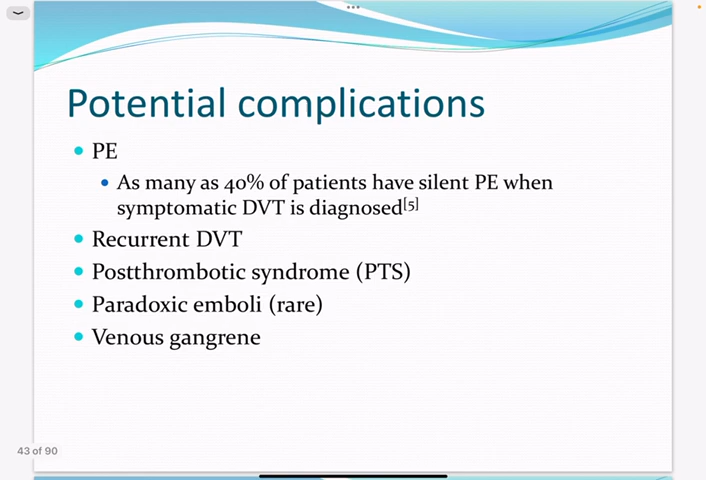 Potential complications
PE
As many as 40% of patients have silent PE when
symptomatic DVT is diagnosed[5]
Recurrent DVT
Postthrombotic syndrome (PTS)
Paradoxic emboli (rare)
Venous gangrene
43 of 90